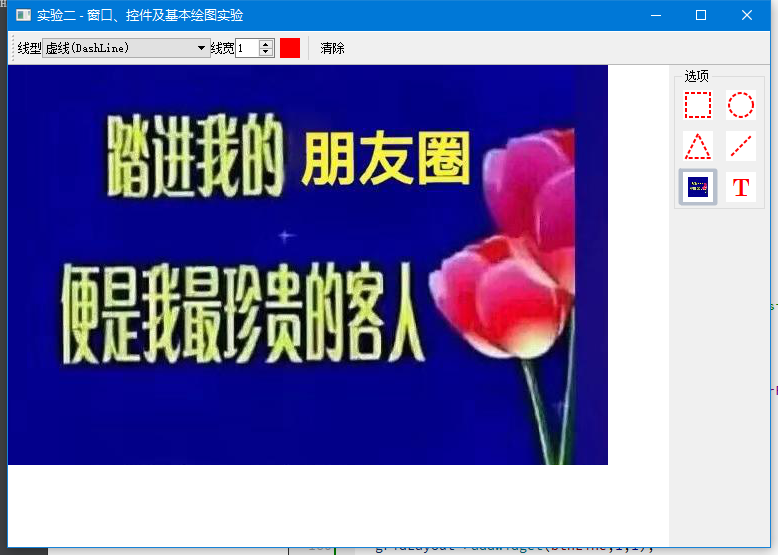 实验二 - 窗口、控件及基本绘图实验
线型 虚线(DashLine) 线宽 1 清除
选项
踏进我的 朋友圈
便是我最珍贵的客人
T